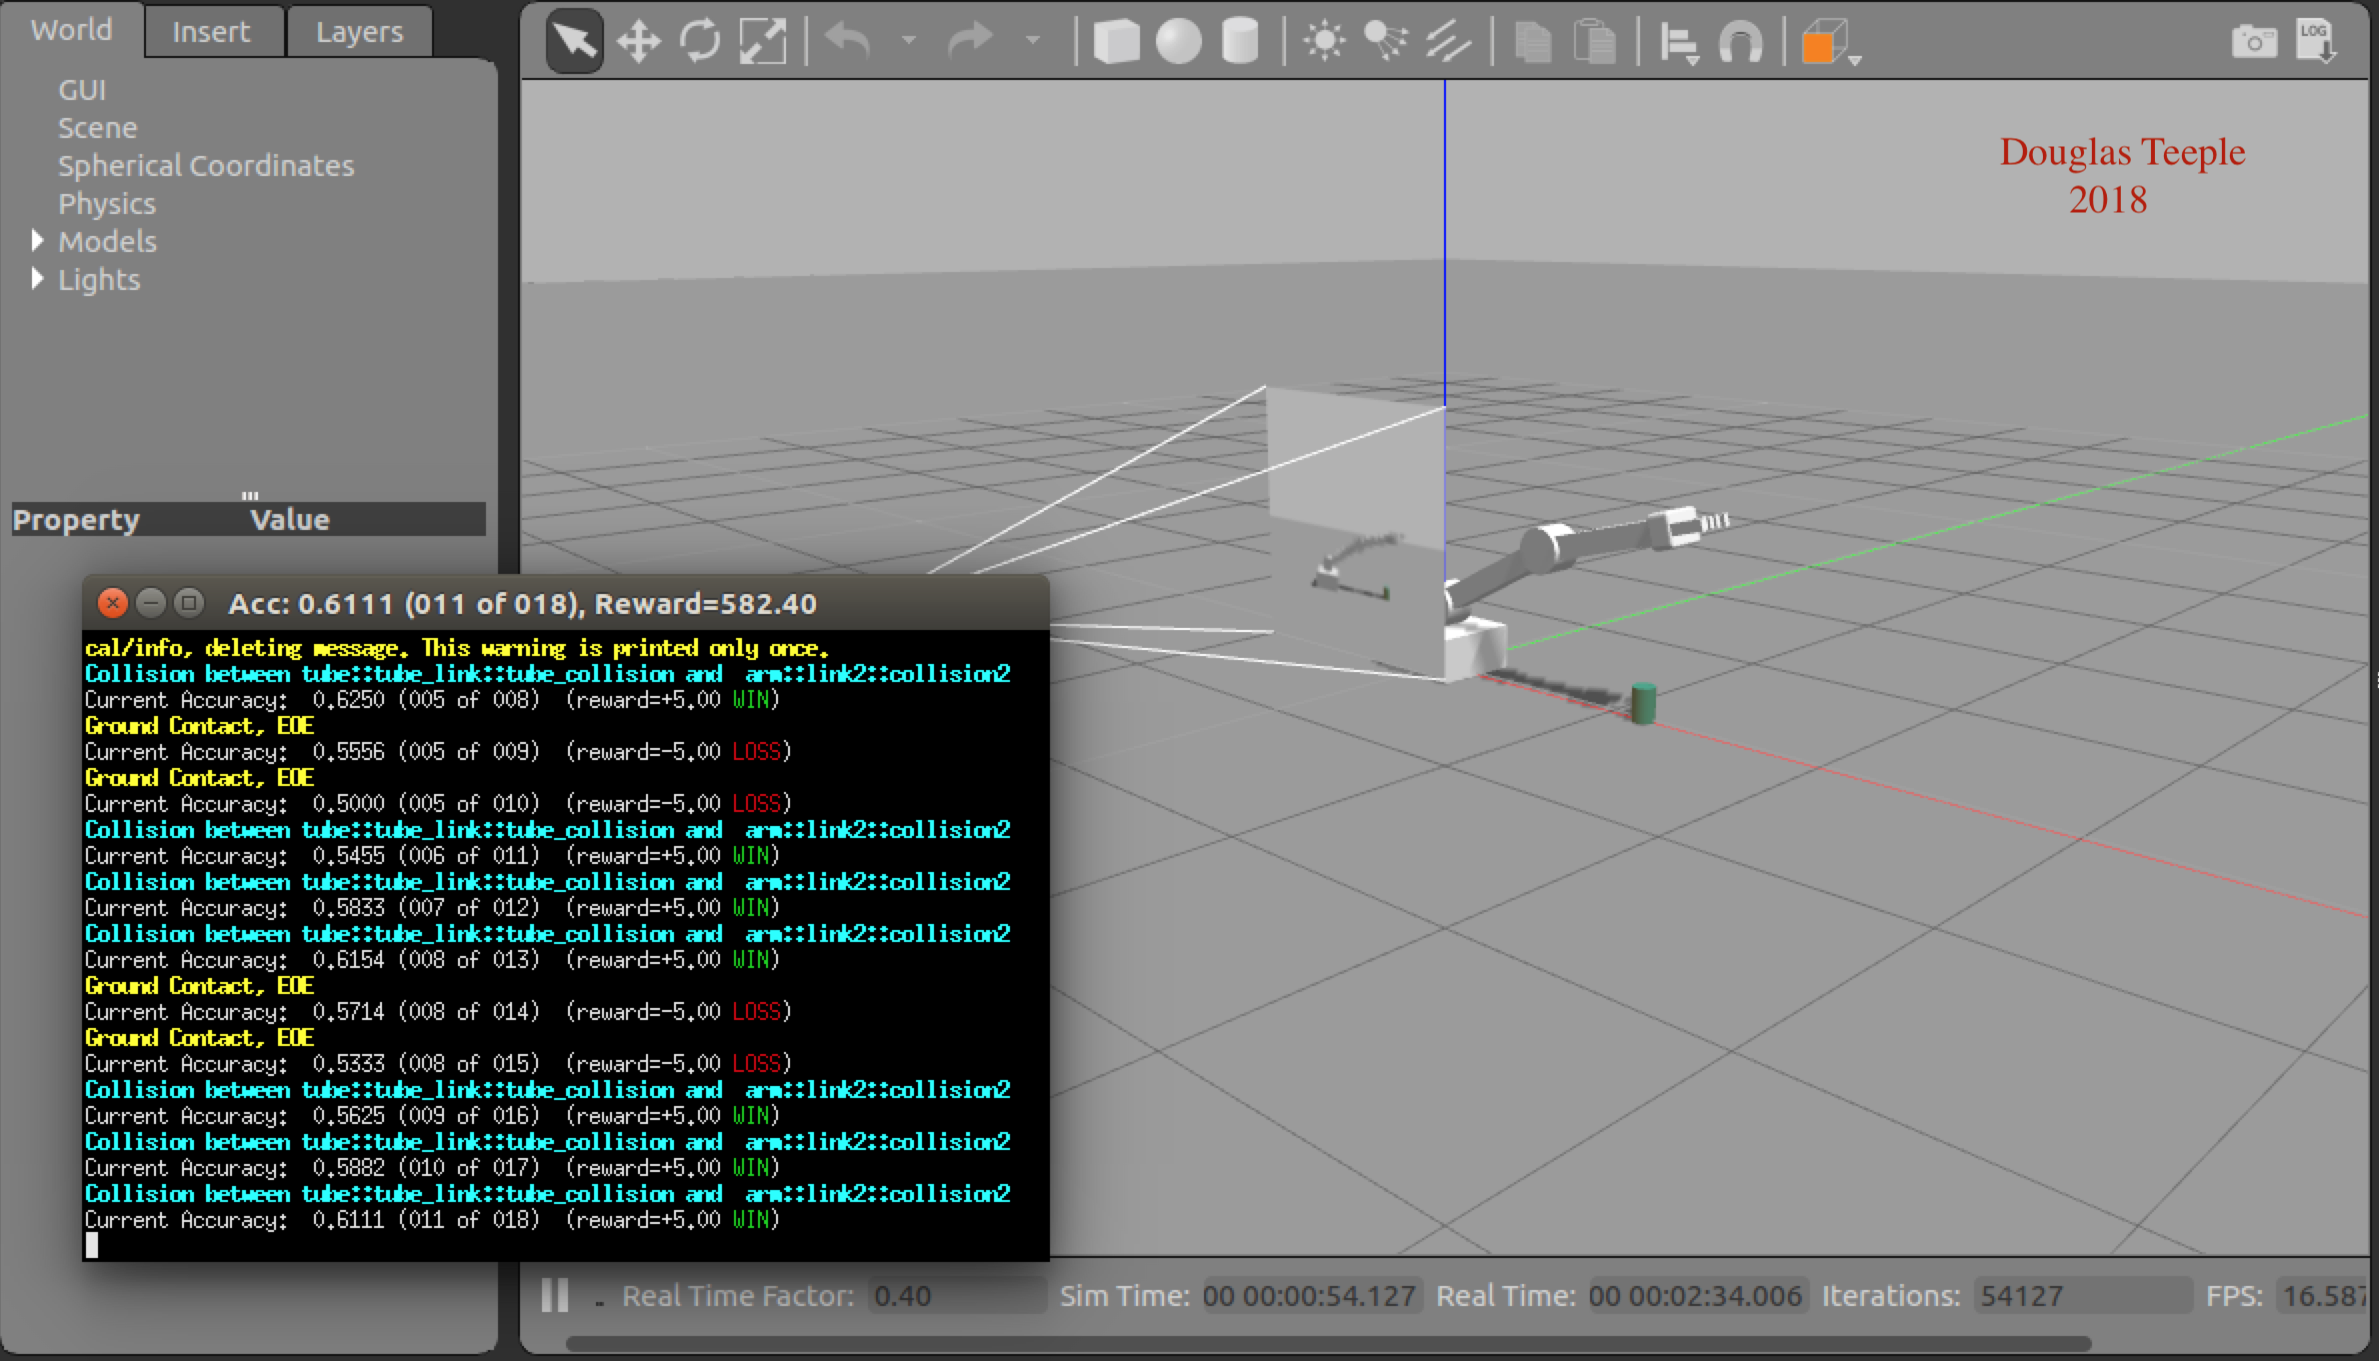 World Insert Layers
LOG
GUI
Scene
Spherical Coordinates
Physics
Models
Lights
Property Value
Douglas Teeple
2018
Acc: 0.6111 (011 of 018), Reward=582.40
cal/info, deleting message. This warning is printed only once.
Collision between tube::tube_link::tube_collision and  arm::link2::collision2
Current Accuracy:  0.6250 (005 of 008)  (reward=+5.00 WIN)
Ground Contact, EOE
Current Accuracy:  0.5556 (005 of 009)  (reward=-5.00 LOSS)
Ground Contact, EOE
Current Accuracy:  0.5000 (005 of 010)  (reward=-5.00 LOSS)
Collision between tube::tube_link::tube_collision and  arm::link2::collision2
Current Accuracy:  0.5455 (006 of 011)  (reward=+5.00 WIN)
Collision between tube::tube_link::tube_collision and  arm::link2::collision2
Current Accuracy:  0.5833 (007 of 012)  (reward=+5.00 WIN)
Collision between tube::tube_link::tube_collision and  arm::link2::collision2
Current Accuracy:  0.6154 (008 of 013)  (reward=+5.00 WIN)
Ground Contact, EOE
Current Accuracy:  0.5714 (008 of 014)  (reward=-5.00 LOSS)
Ground Contact, EOE
Current Accuracy:  0.5333 (008 of 015)  (reward=-5.00 LOSS)
Collision between tube::tube_link::tube_collision and  arm::link2::collision2
Current Accuracy:  0.5625 (009 of 016)  (reward=+5.00 WIN)
Collision between tube::tube_link::tube_collision and  arm::link2::collision2
Current Accuracy:  0.5882 (010 of 017)  (reward=+5.00 WIN)
Collision between tube::tube_link::tube_collision and  arm::link2::collision2
Current Accuracy:  0.6111 (011 of 018)  (reward=+5.00 WIN)
Real Time Factor: 0.40 Sim Time: 00 00:00:54.127 Real Time: 00 00:02:34.006 Iterations: 54127 FPS: 16.587